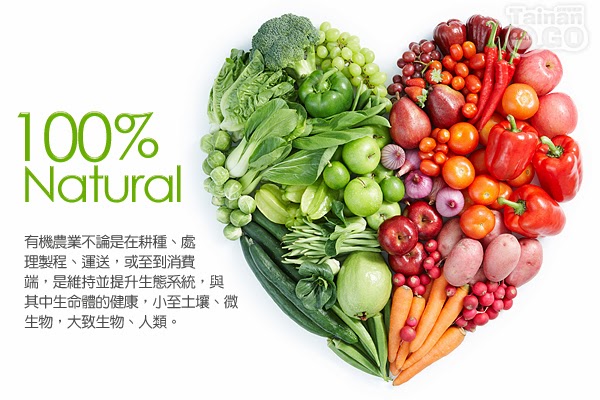 Tainan
GO
100%
Natural
有機農業不論是在耕種、處
理製程、運送，或至到消費
端，是維持並提升生態系統，與
其中生命體的健康，小至土壤、微
生物，大致生物、人類。